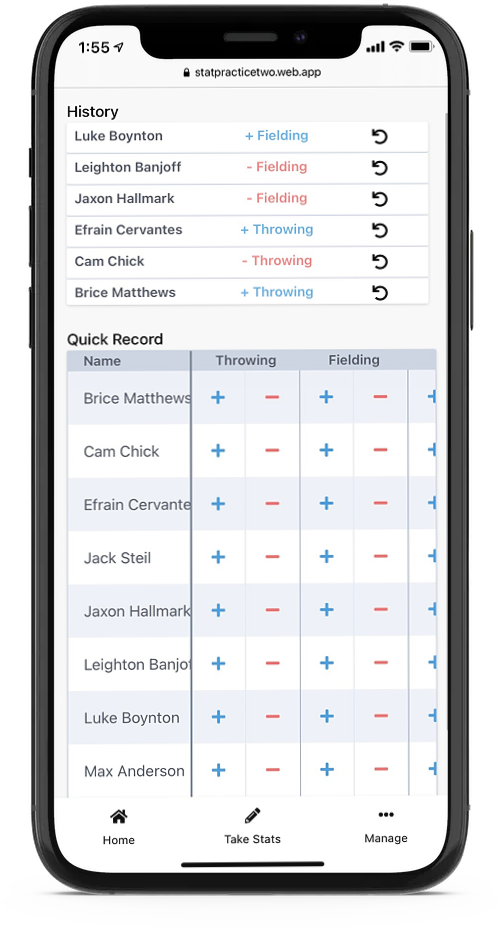 1:55
statpracticetwo.web.app
History
Luke Boynton + Fielding
Leighton Banjoff - Fielding
Jaxon Hallmark - Fielding
Efrain Cervantes + Throwing
Cam Chick - Throwing
Brice Matthews + Throwing
Quick Record
Name Throwing Fielding
Brice Matthews + − + − +
Cam Chick + − + − +
Efrain Cervante + − + − +
Jack Steil + − + − +
Jaxon Hallmark + − + − +
Leighton Banjof + − + − +
Luke Boynton + − + − +
Max Anderson + − + − +
Home Take Stats Manage